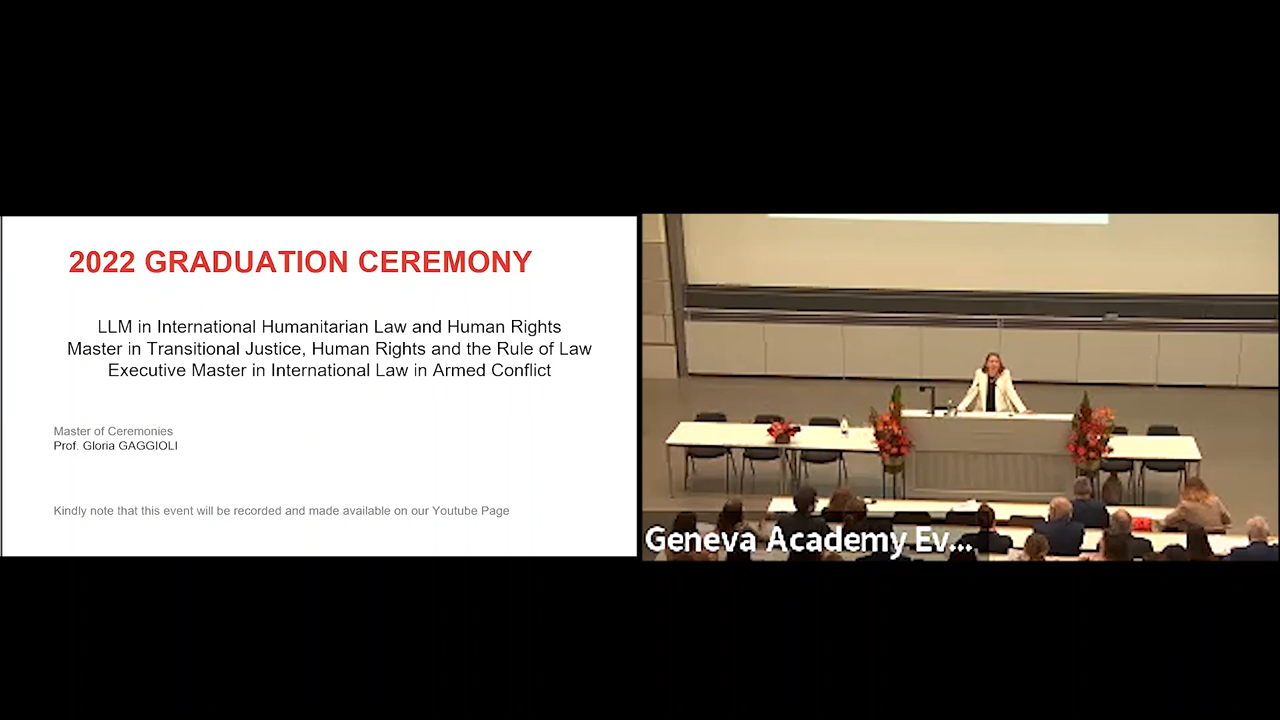 2022 GRADUATION CEREMONY
LLM in International Humanitarian Law and Human Rights
Master in Transitional Justice, Human Rights and the Rule of Law
Executive Master in International Law in Armed Conflict
Master of Ceremonies
Prof. Gloria GAGGIOLI
Kindly note that this event will be recorded and made available on our Youtube Page
Geneva Academy Ev...